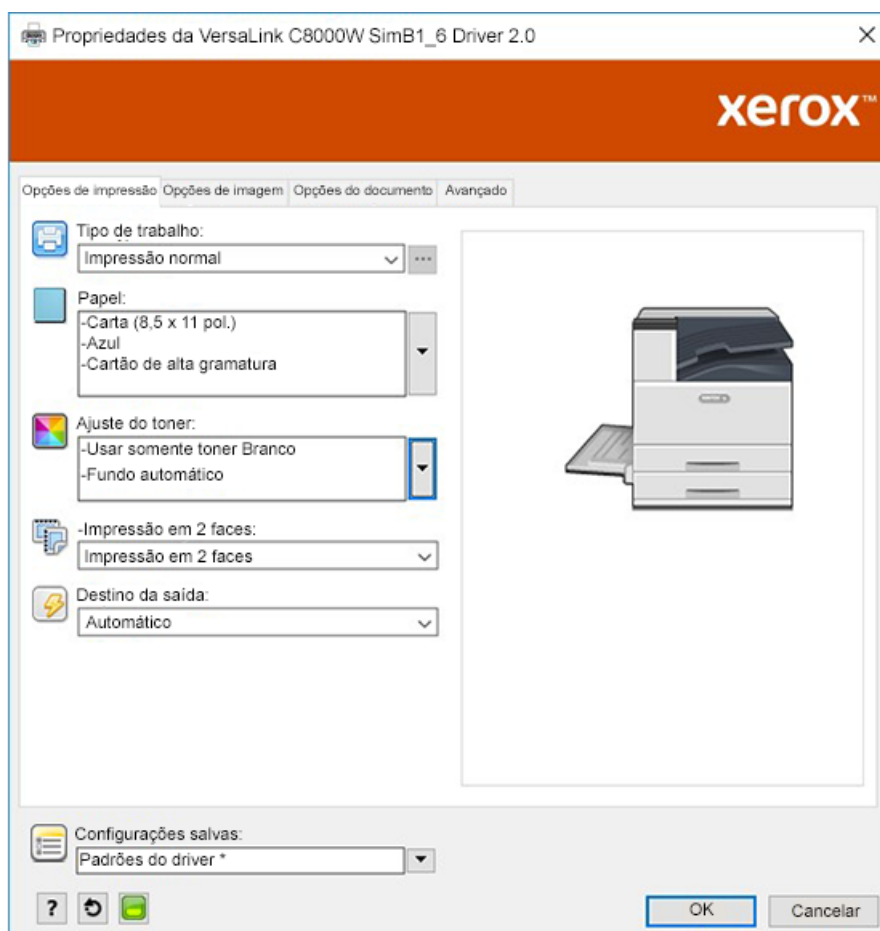 Propriedades da VersaLink C8000W SimB1_6 Driver 2.0
xerox™
Opções de impressão Opções de imagem Opções do documento Avançado
Tipo de trabalho:
Impressão normal
Papel:
-Carta (8,5 x 11 pol.)
-Azul
-Cartão de alta gramatura
Ajuste do toner:
-Usar somente toner Branco
-Fundo automático
-Impressão em 2 faces:
Impressão em 2 faces
Destino da saída:
Automático
Configurações salvas:
Padrões do driver *
?
OK Cancelar